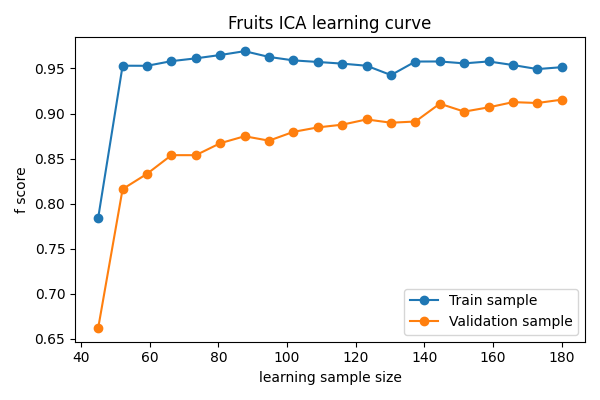 Fruits ICA learning curve
f score
0.95
0.90
0.85
0.80
0.75
0.70
0.65
40 60 80 100 120 140 160 180
learning sample size
Train sample
Validation sample